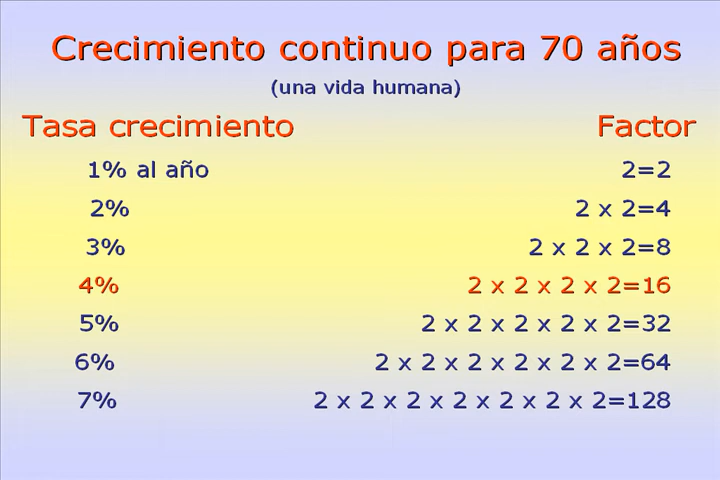 Crecimiento continuo para 70 años
(una vida humana)
Tasa crecimiento Factor
1% al año 2=2
2% 2 x 2=4
3% 2 x 2 x 2=8
4% 2 x 2 x 2 x 2=16
5% 2 x 2 x 2 x 2 x 2=32
6% 2 x 2 x 2 x 2 x 2 x 2=64
7% 2 x 2 x 2 x 2 x 2 x 2 x 2=128